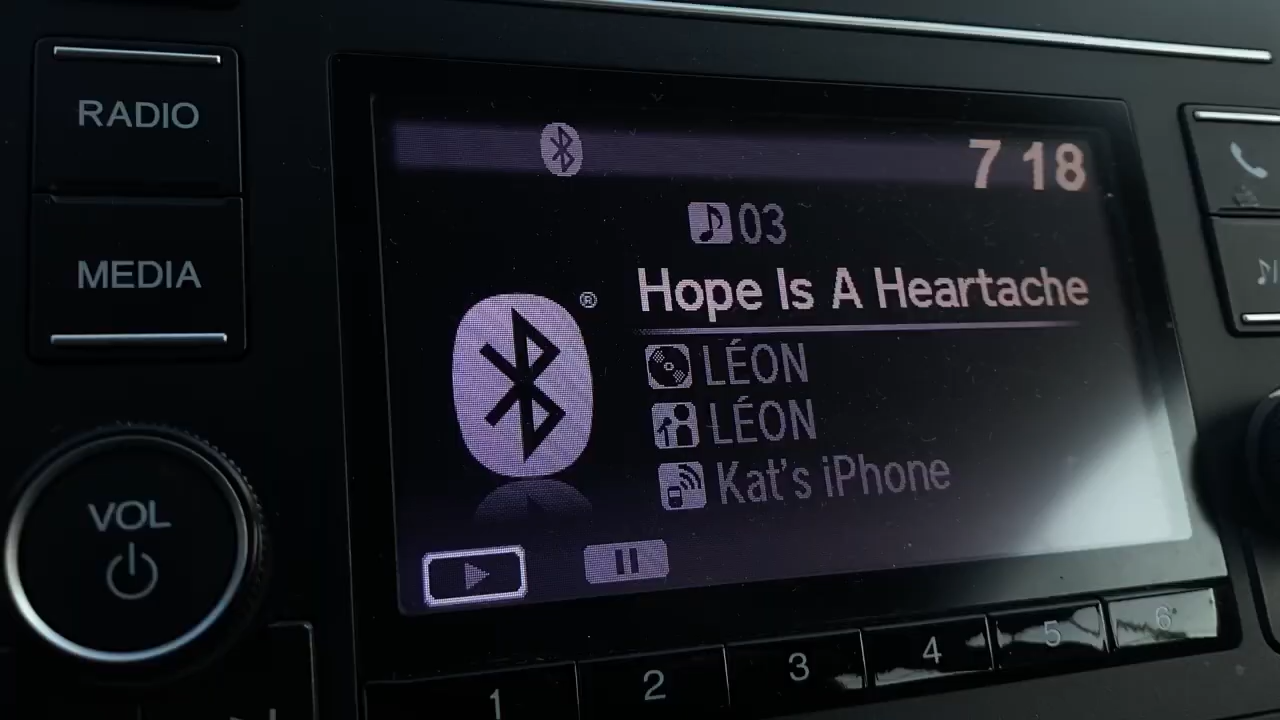 RADIO
MEDIA
VOL
7 18
03
Hope Is A Heartache
®
LÉON
LÉON
Kat's iPhone
1
2
3
4
5
6